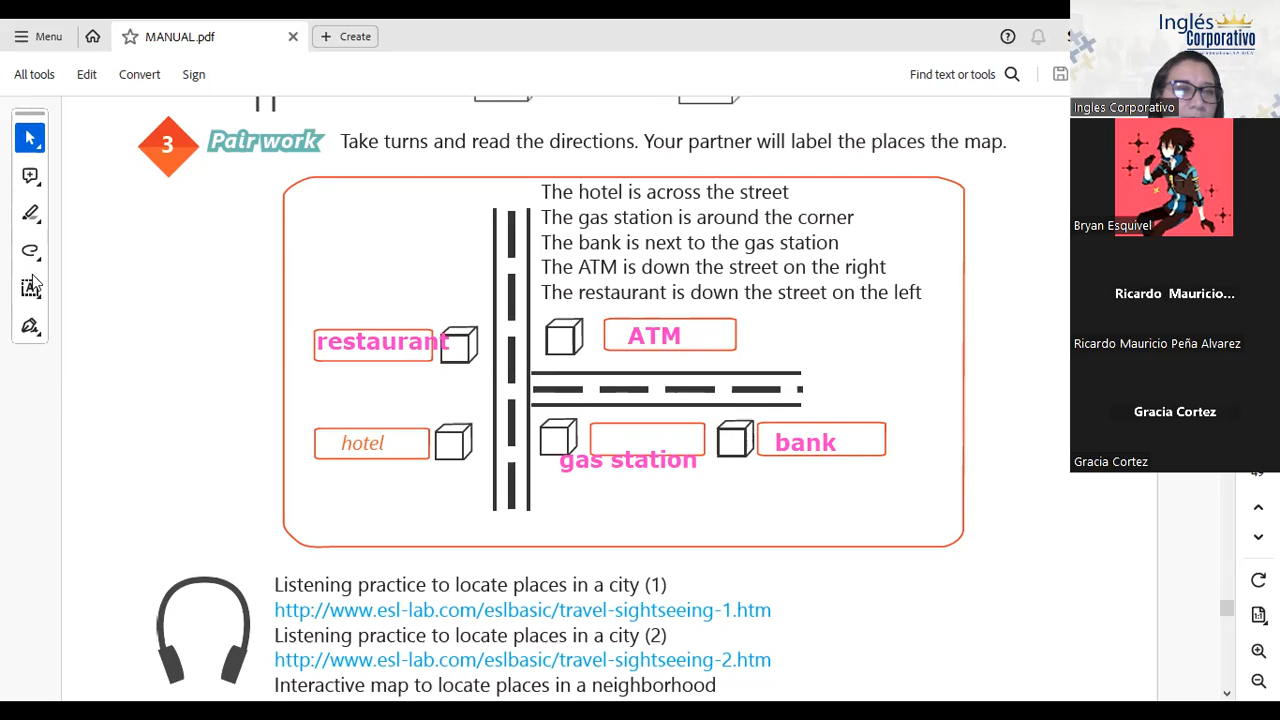 Menu
MANUAL.pdf
Create
All tools
Edit
Convert
Sign
Find text or tools
Inglés
Corporativo
Ingles Corporativo
3
Pair work
Take turns and read the directions. Your partner will label the places the map.
The hotel is across the street
The gas station is around the corner
The bank is next to the gas station
The ATM is down the street on the right
The restaurant is down the street on the left
restaurant
ATM
hotel
bank
gas station
Bryan Esquivel
Ricardo Mauricio...
Ricardo Mauricio Peña Alvarez
Gracia Cortez
Gracia Cortez
Listening practice to locate places in a city (1)
http://www.esl-lab.com/eslbasic/travel-sightseeing-1.htm
Listening practice to locate places in a city (2)
http://www.esl-lab.com/eslbasic/travel-sightseeing-2.htm
Interactive map to locate places in a neighborhood